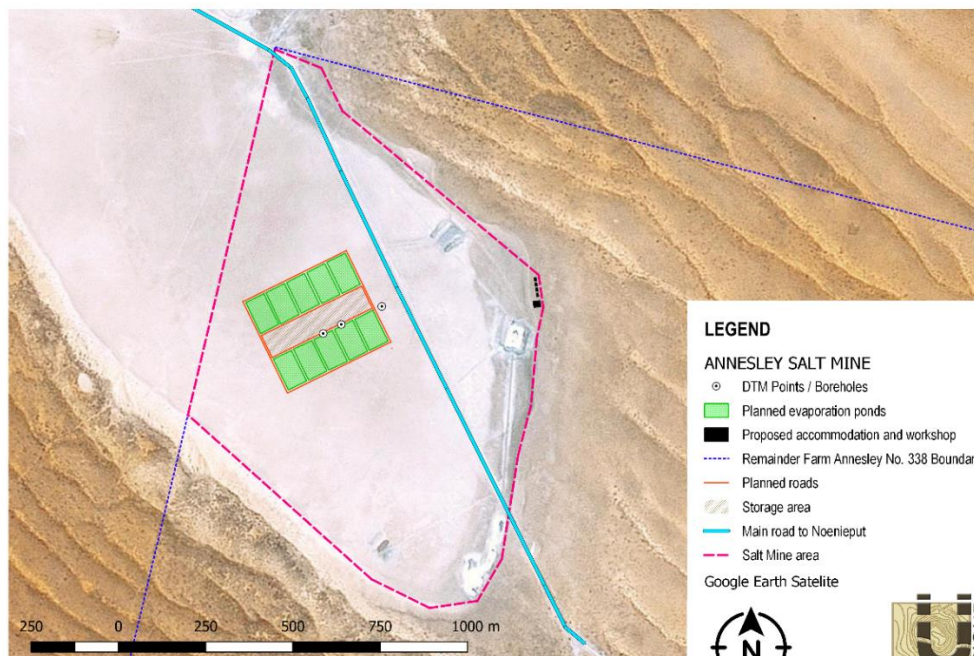 LEGEND
ANNESLEY SALT MINE
DTM Points / Boreholes
Planned evaporation ponds
Proposed accommodation and workshop
Remainder Farm Annesley No. 338 Boundar
Planned roads
Storage area
Main road to Noenieput
Salt Mine area
Google Earth Satelite
N
250 0 250 500 750 1000 m